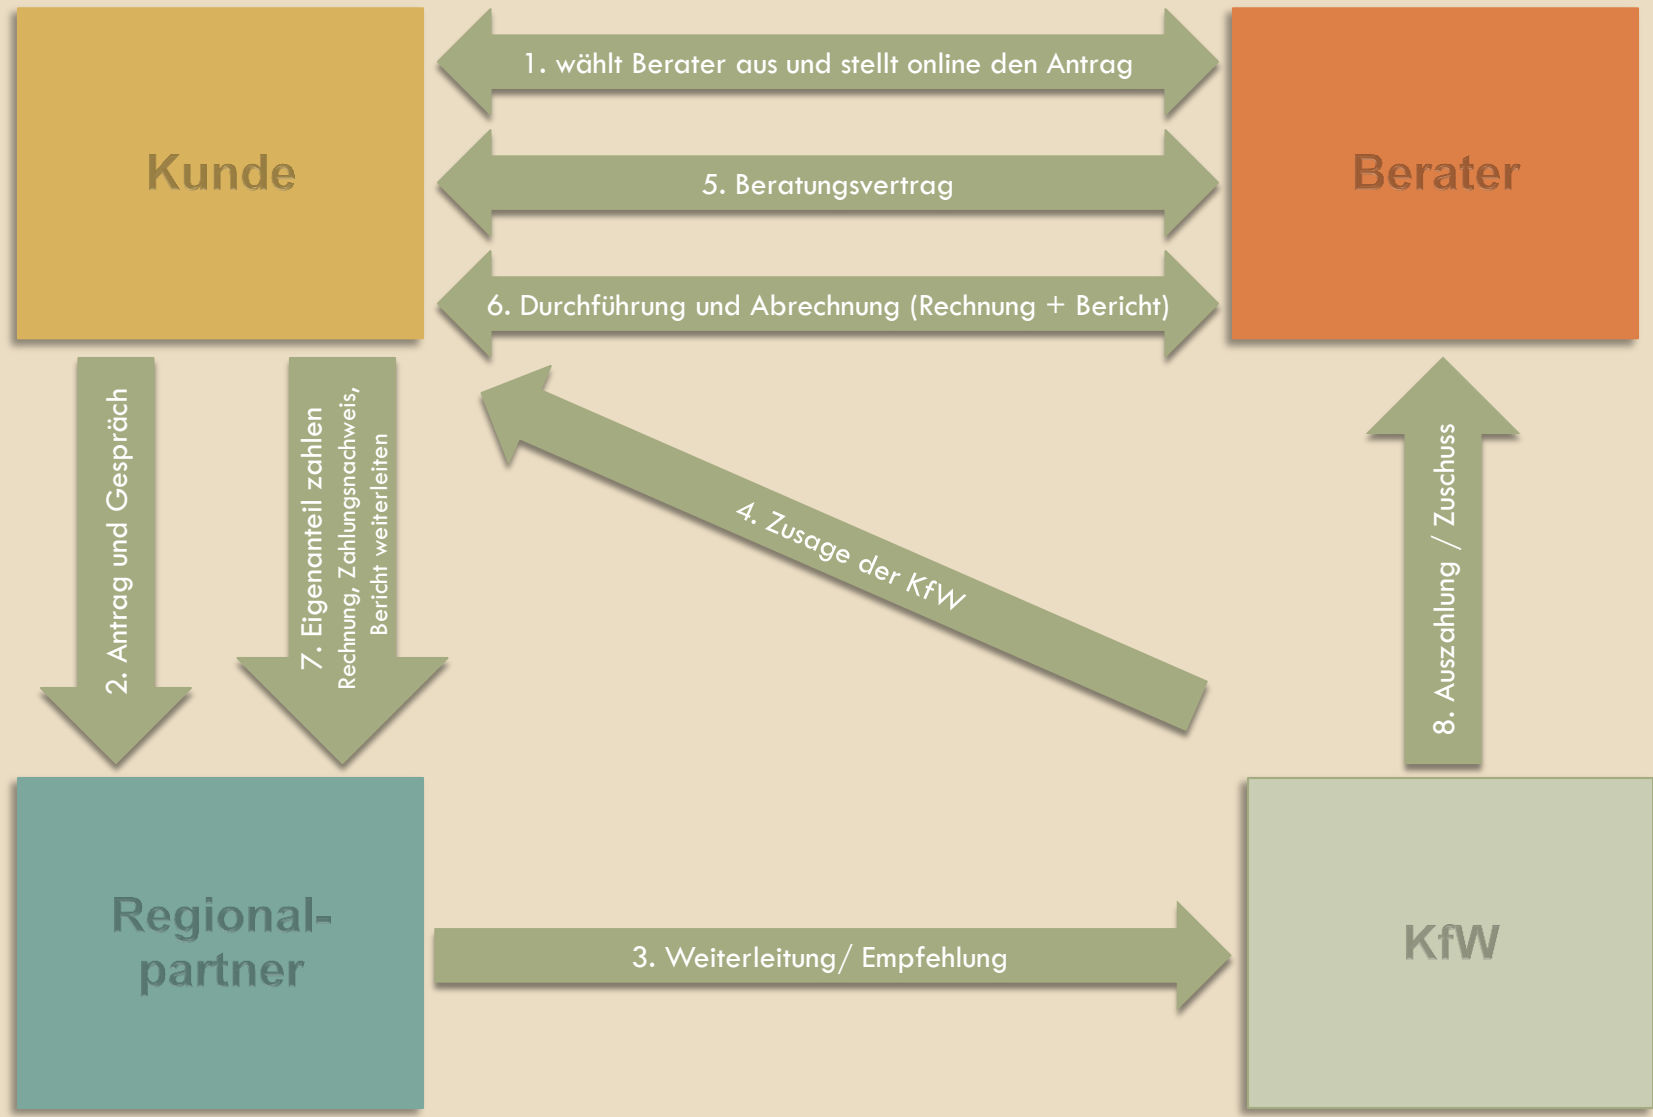 Kunde
1. wählt Berater aus und stellt online den Antrag
Berater
5. Beratungsvertrag
6. Durchführung und Abrechnung (Rechnung + Bericht)
2. Antrag und Gespräch
7. Eigenanteil zahlen
Rechnung, Zahlungsnachweis,
Bericht weiterleiten
4. Zusage der KfW
8. Auszahlung / Zuschuss
Regional-
partner
3. Weiterleitung/ Empfehlung
KfW